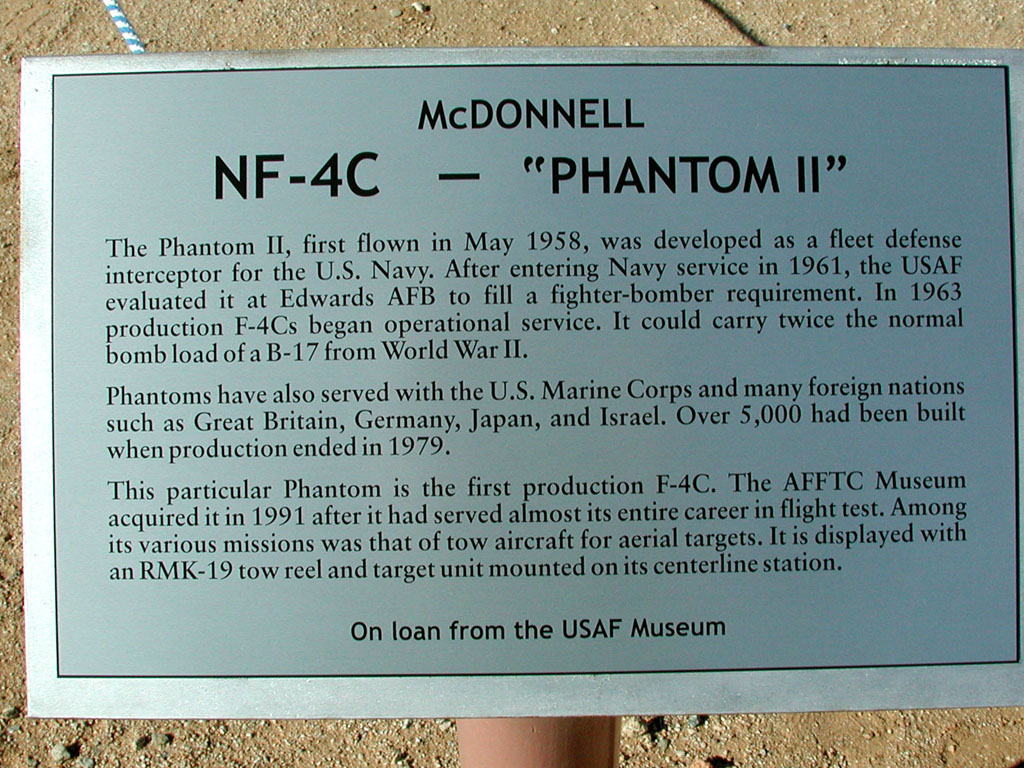 McDONNELL
NF-4C — "PHANTOM II"
The Phantom II, first flown in May 1958, was developed as a fleet defense
interceptor for the U.S. Navy. After entering Navy service in 1961, the USAF
evaluated it at Edwards AFB to fill a fighter-bomber requirement. In 1963
production F-4Cs began operational service. It could carry twice the normal
bomb load of a B-17 from World War II.
Phantoms have also served with the U.S. Marine Corps and many foreign nations
such as Great Britain, Germany, Japan, and Israel. Over 5,000 had been built
when production ended in 1979.
This particular Phantom is the first production F-4C. The AFFTC Museum
acquired it in 1991 after it had served almost its entire career in flight test. Among
its various missions was that of tow aircraft for aerial targets. It is displayed with
an RMK-19 tow reel and target unit mounted on its centerline station.
On loan from the USAF Museum